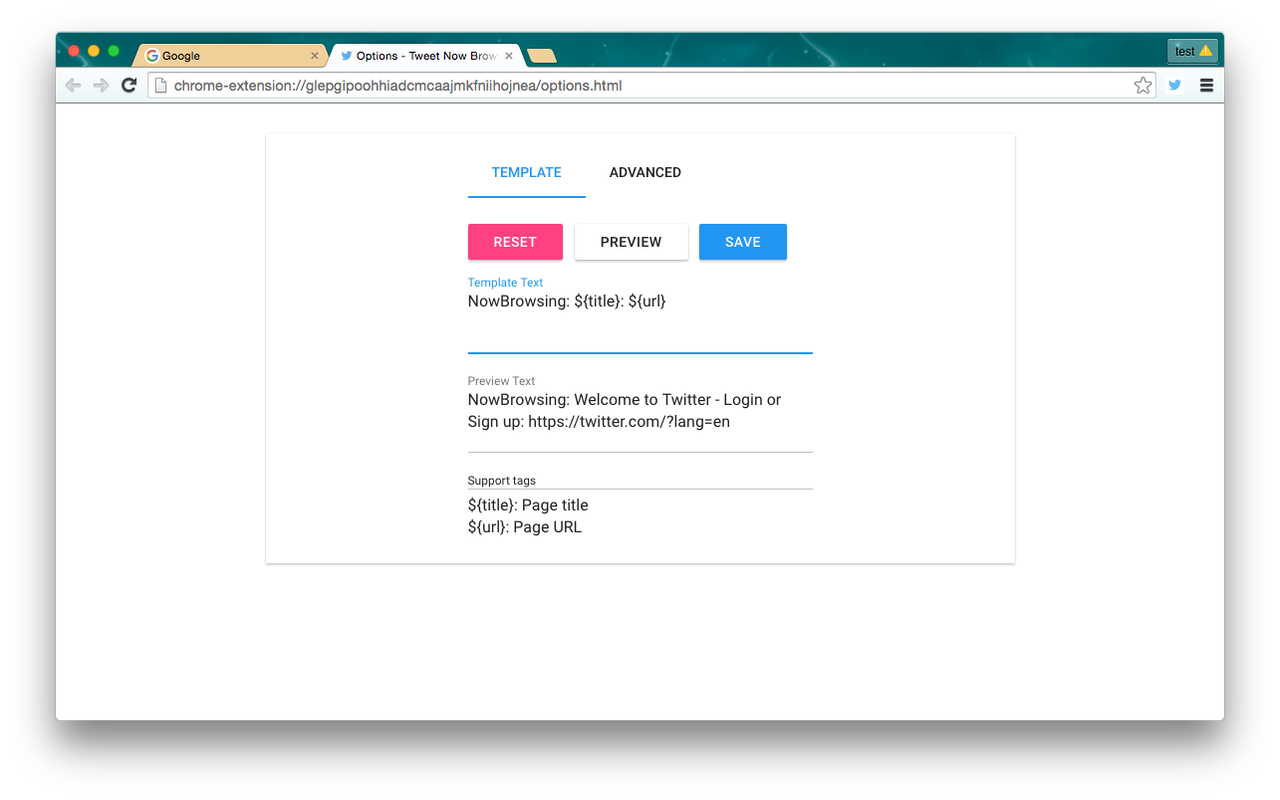 Google
Options - Tweet Now Brow
test
chrome-extension://glepgipoohhiadcmcaajmkfniihojnea/options.html
TEMPLATE ADVANCED
RESET PREVIEW SAVE
Template Text
NowBrowsing: ${title}: ${url}
Preview Text
NowBrowsing: Welcome to Twitter - Login or
Sign up: https://twitter.com/?lang=en
Support tags
${title}: Page title
${url}: Page URL